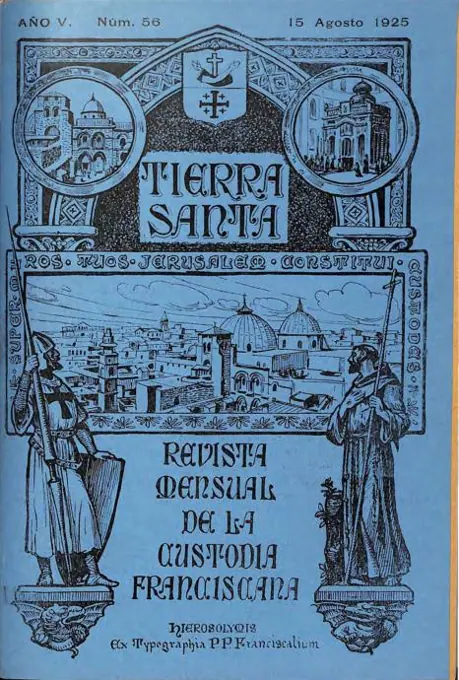 AÑO V. Núm. 56 15 Agosto 1925
TIERRA
SANTA
SUPER MUROS · TUOS · JERUSALEM · CONSTITUI · CUSTODES
REVISTA
MENSUAL
DE LA
CUSTODIA
FRANCISCANA
HIEROSOLYMIS
Ex Typographia PP. Franciscalium